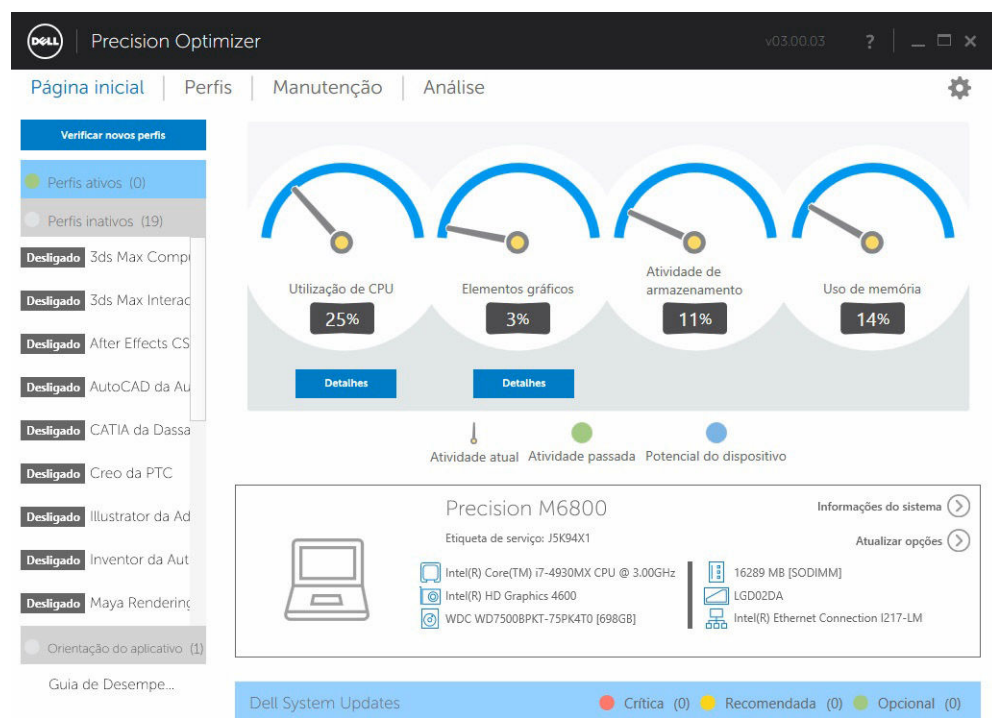 DELL Precision Optimizer v03.00.03 ?
Página inicial Perfis Manutenção Análise
Verificar novos perfis
Perfis ativos (0)
Perfis inativos (19)
Desligado 3ds Max Comp
Desligado 3ds Max Interac
Desligado After Effects CS
Desligado AutoCAD da Au
Desligado CATIA da Dassa
Desligado Creo da PTC
Desligado Illustrator da Ad
Desligado Inventor da Aut
Desligado Maya Rendering
Orientação do aplicativo (1)
Guia de Desempe...
Utilização de CPU
25%
Detalhes
Elementos gráficos
3%
Detalhes
Atividade de
armazenamento
11%
Uso de memória
14%
Atividade atual Atividade passada Potencial do dispositivo
Precision M6800
Etiqueta de serviço: J5K94X1
Informações do sistema
Atualizar opções
Intel(R) Core(TM) i7-4930MX CPU @ 3.00GHz
Intel(R) HD Graphics 4600
WDC WD7500BPKT-75PK4T0 [698GB]
16289 MB [SODIMM]
LGD02DA
Intel(R) Ethernet Connection I217-LM
Dell System Updates Crítica (0) Recomendada (0) Opcional (0)